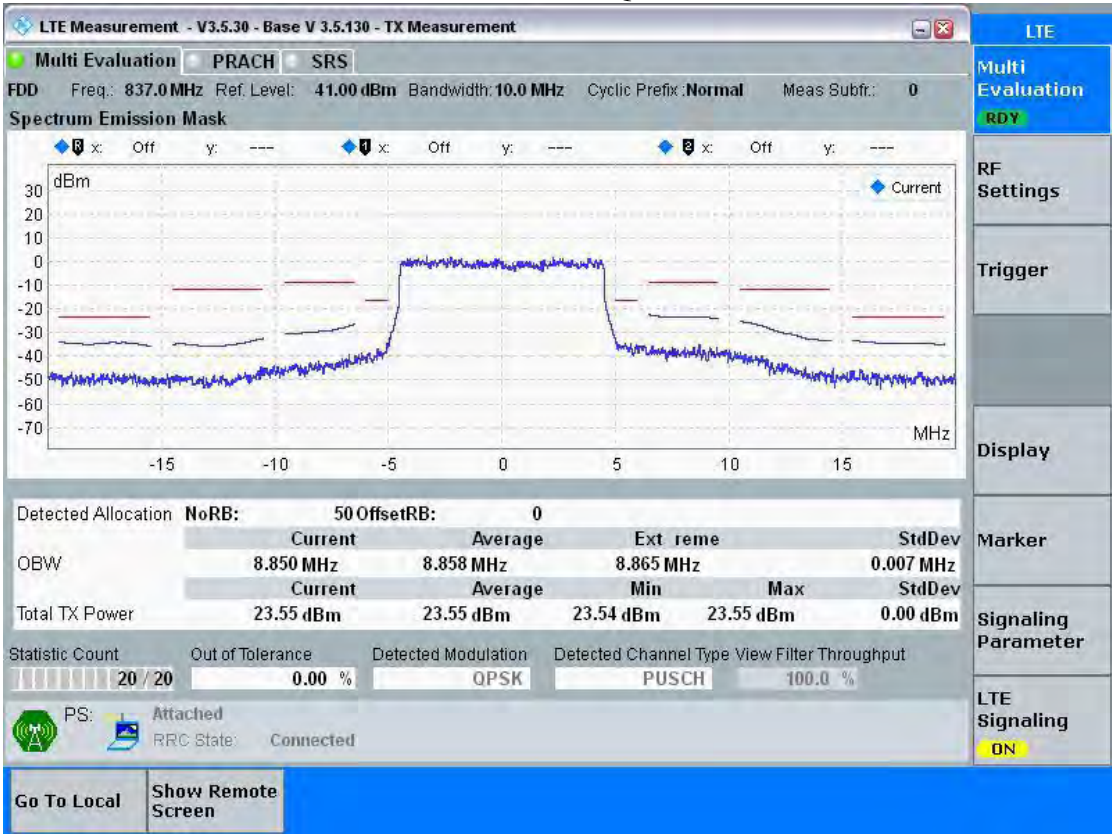 LTE Measurement - V3.5.30 - Base V 3.5.130 - TX Measurement
LTE
Multi Evaluation PRACH SRS
Multi
Evaluation
RDY
FDD Freq.: 837.0 MHz Ref. Level: 41.00 dBm Bandwidth: 10.0 MHz Cyclic Prefix :Normal Meas Subfr.: 0
Spectrum Emission Mask
R x: Off y: --- 1 x: Off y: --- 2 x: Off y: ---
dBm
Current
30
20
10
0
-10
-20
-30
-40
-50
-60
-70
MHz
-15 -10 -5 0 5 10 15
RF
Settings
Trigger
Display
Marker
Signaling
Parameter
LTE
Signaling
ON
Detected Allocation NoRB: 50 OffsetRB: 0
Current Average Ext reme StdDev
OBW 8.850 MHz 8.858 MHz 8.865 MHz 0.007 MHz
Current Average Min Max StdDev
Total TX Power 23.55 dBm 23.55 dBm 23.54 dBm 23.55 dBm 0.00 dBm
Statistic Count Out of Tolerance Detected Modulation Detected Channel Type View Filter Throughput
20 / 20 0.00 % QPSK PUSCH 100.0 %
PS: Attached
RRC State: Connected
Go To Local
Show Remote
Screen